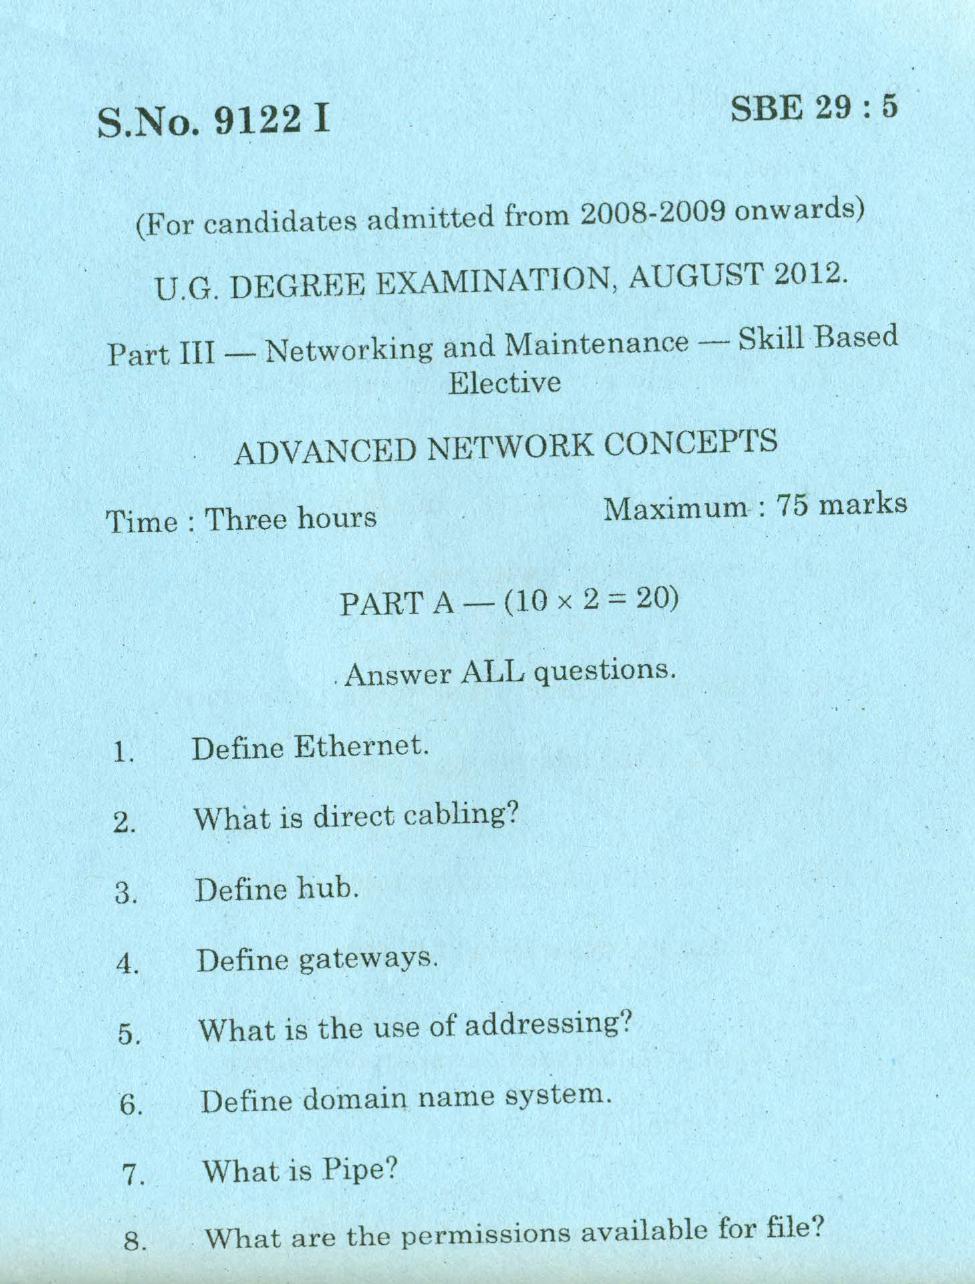 S.No. 9122 I SBE 29 : 5
(For candidates admitted from 2008-2009 onwards)
U.G. DEGREE EXAMINATION, AUGUST 2012.
Part III — Networking and Maintenance — Skill Based
Elective
ADVANCED NETWORK CONCEPTS
Time : Three hours Maximum : 75 marks
PART A — (10 × 2 = 20)
Answer ALL questions.
1. Define Ethernet.
2. What is direct cabling?
3. Define hub.
4. Define gateways.
5. What is the use of addressing?
6. Define domain name system.
7. What is Pipe?
8. What are the permissions available for file?